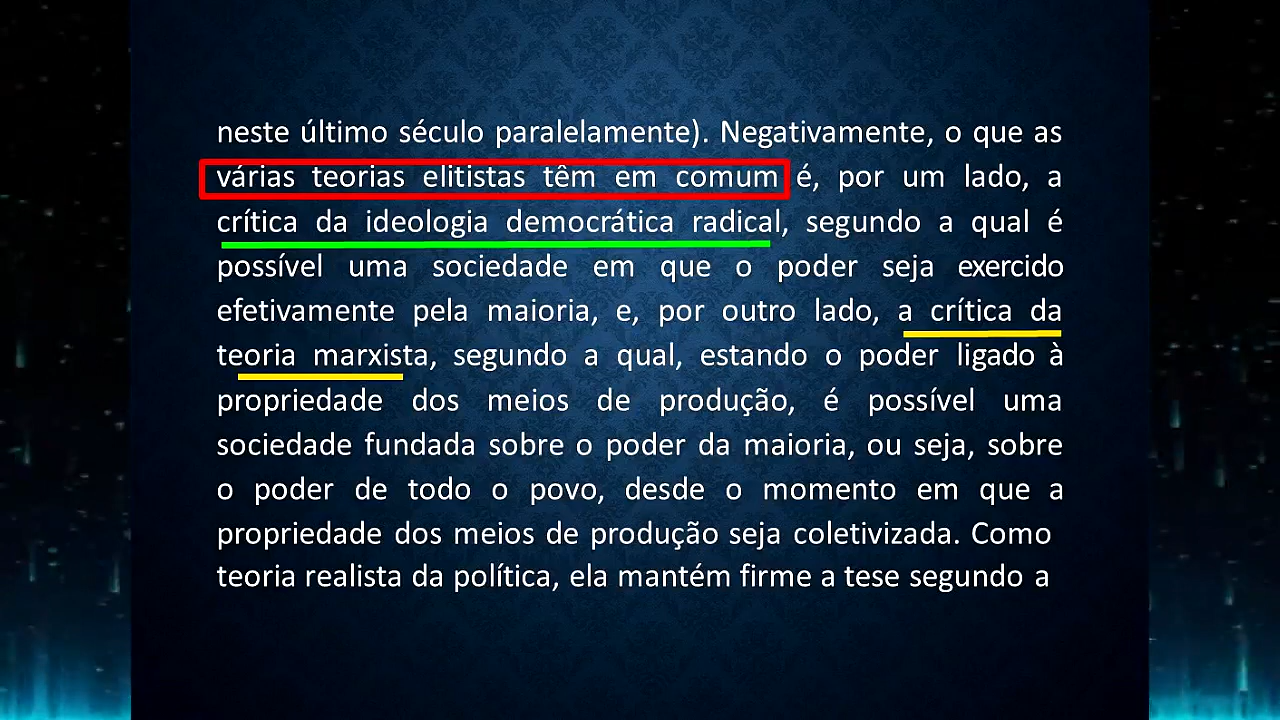 neste último século paralelamente). Negativamente, o que as
várias teorias elitistas têm em comum é, por um lado, a
crítica da ideologia democrática radical, segundo a qual é
possível uma sociedade em que o poder seja exercido
efetivamente pela maioria, e, por outro lado, a crítica da
teoria marxista, segundo a qual, estando o poder ligado à
propriedade dos meios de produção, é possível uma
sociedade fundada sobre o poder da maioria, ou seja, sobre
o poder de todo o povo, desde o momento em que a
propriedade dos meios de produção seja coletivizada. Como
teoria realista da política, ela mantém firme a tese segundo a